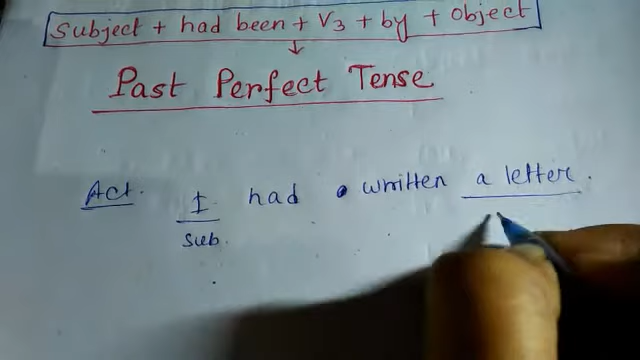 Subject + had been + V3 + by + Object
↓
Past Perfect Tense
Act. I had written a letter.
Sub.